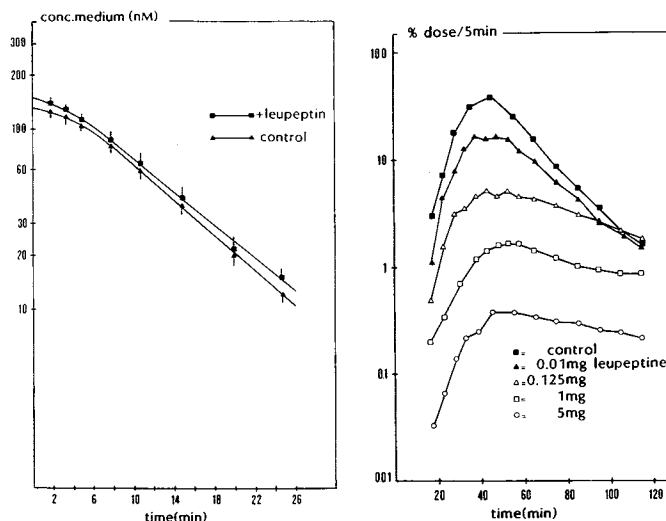 conc.medium (nM)
300
200
100
60
30
20
10
2 6 10 14 18 22 26
time(min)
+leupeptin
control
% dose/5min
100
10
1
0.1
001
20 40 60 80 100 120
time(min)
■= control
▲= 0.01mg leupeptine
△=0.125mg
□= 1mg
○= 5mg